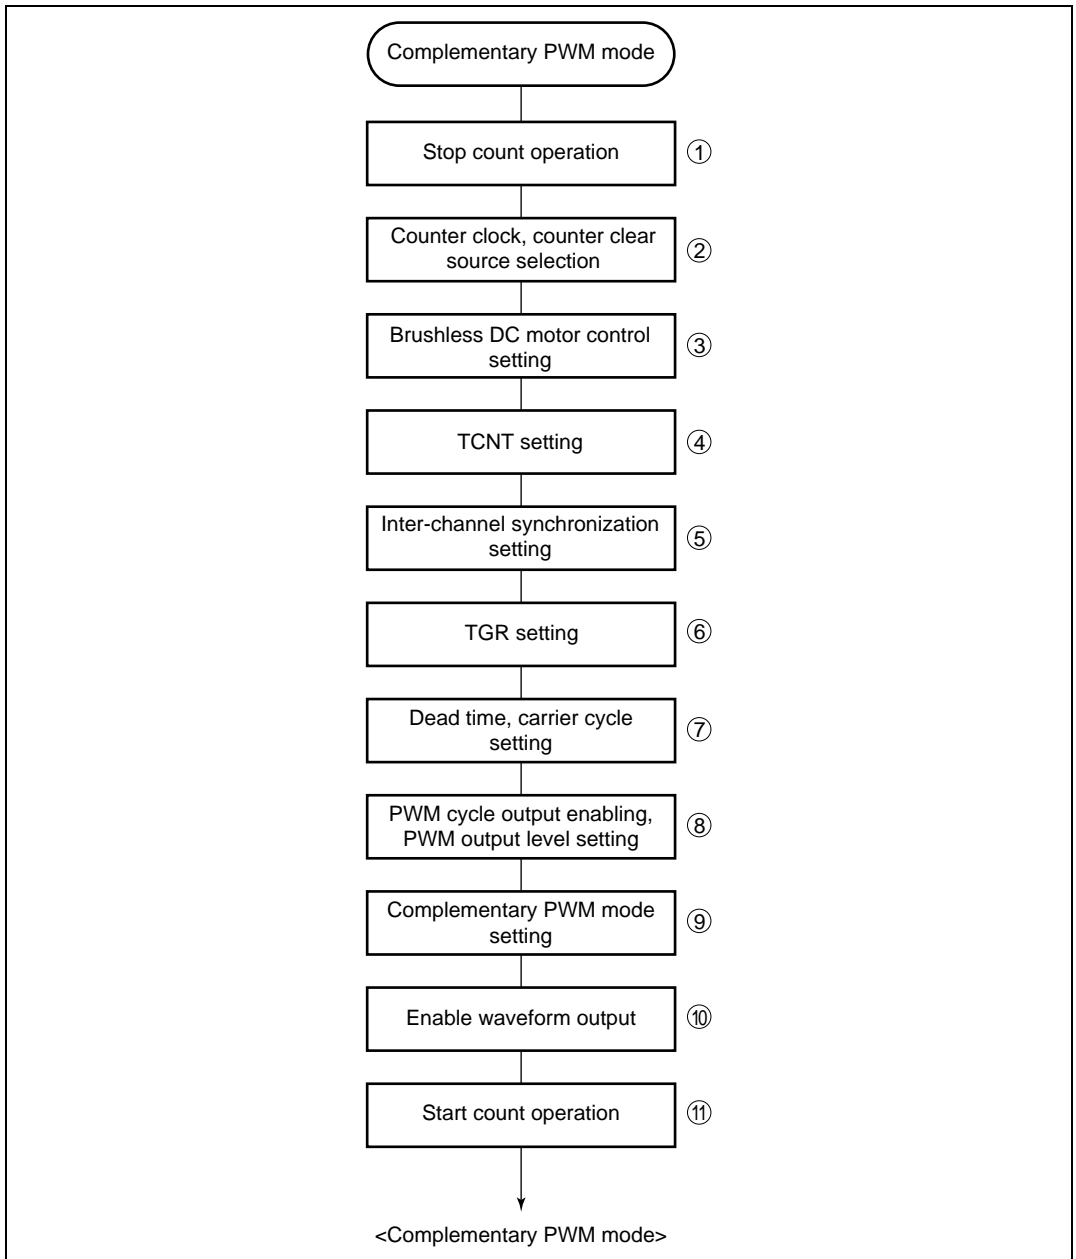 Complementary PWM mode
Stop count operation
①
Counter clock, counter clear
source selection
②
Brushless DC motor control
setting
③
TCNT setting
④
Inter-channel synchronization
setting
⑤
TGR setting
⑥
Dead time, carrier cycle
setting
⑦
PWM cycle output enabling,
PWM output level setting
⑧
Complementary PWM mode
setting
⑨
Enable waveform output
⑩
Start count operation
⑪
<Complementary PWM mode>